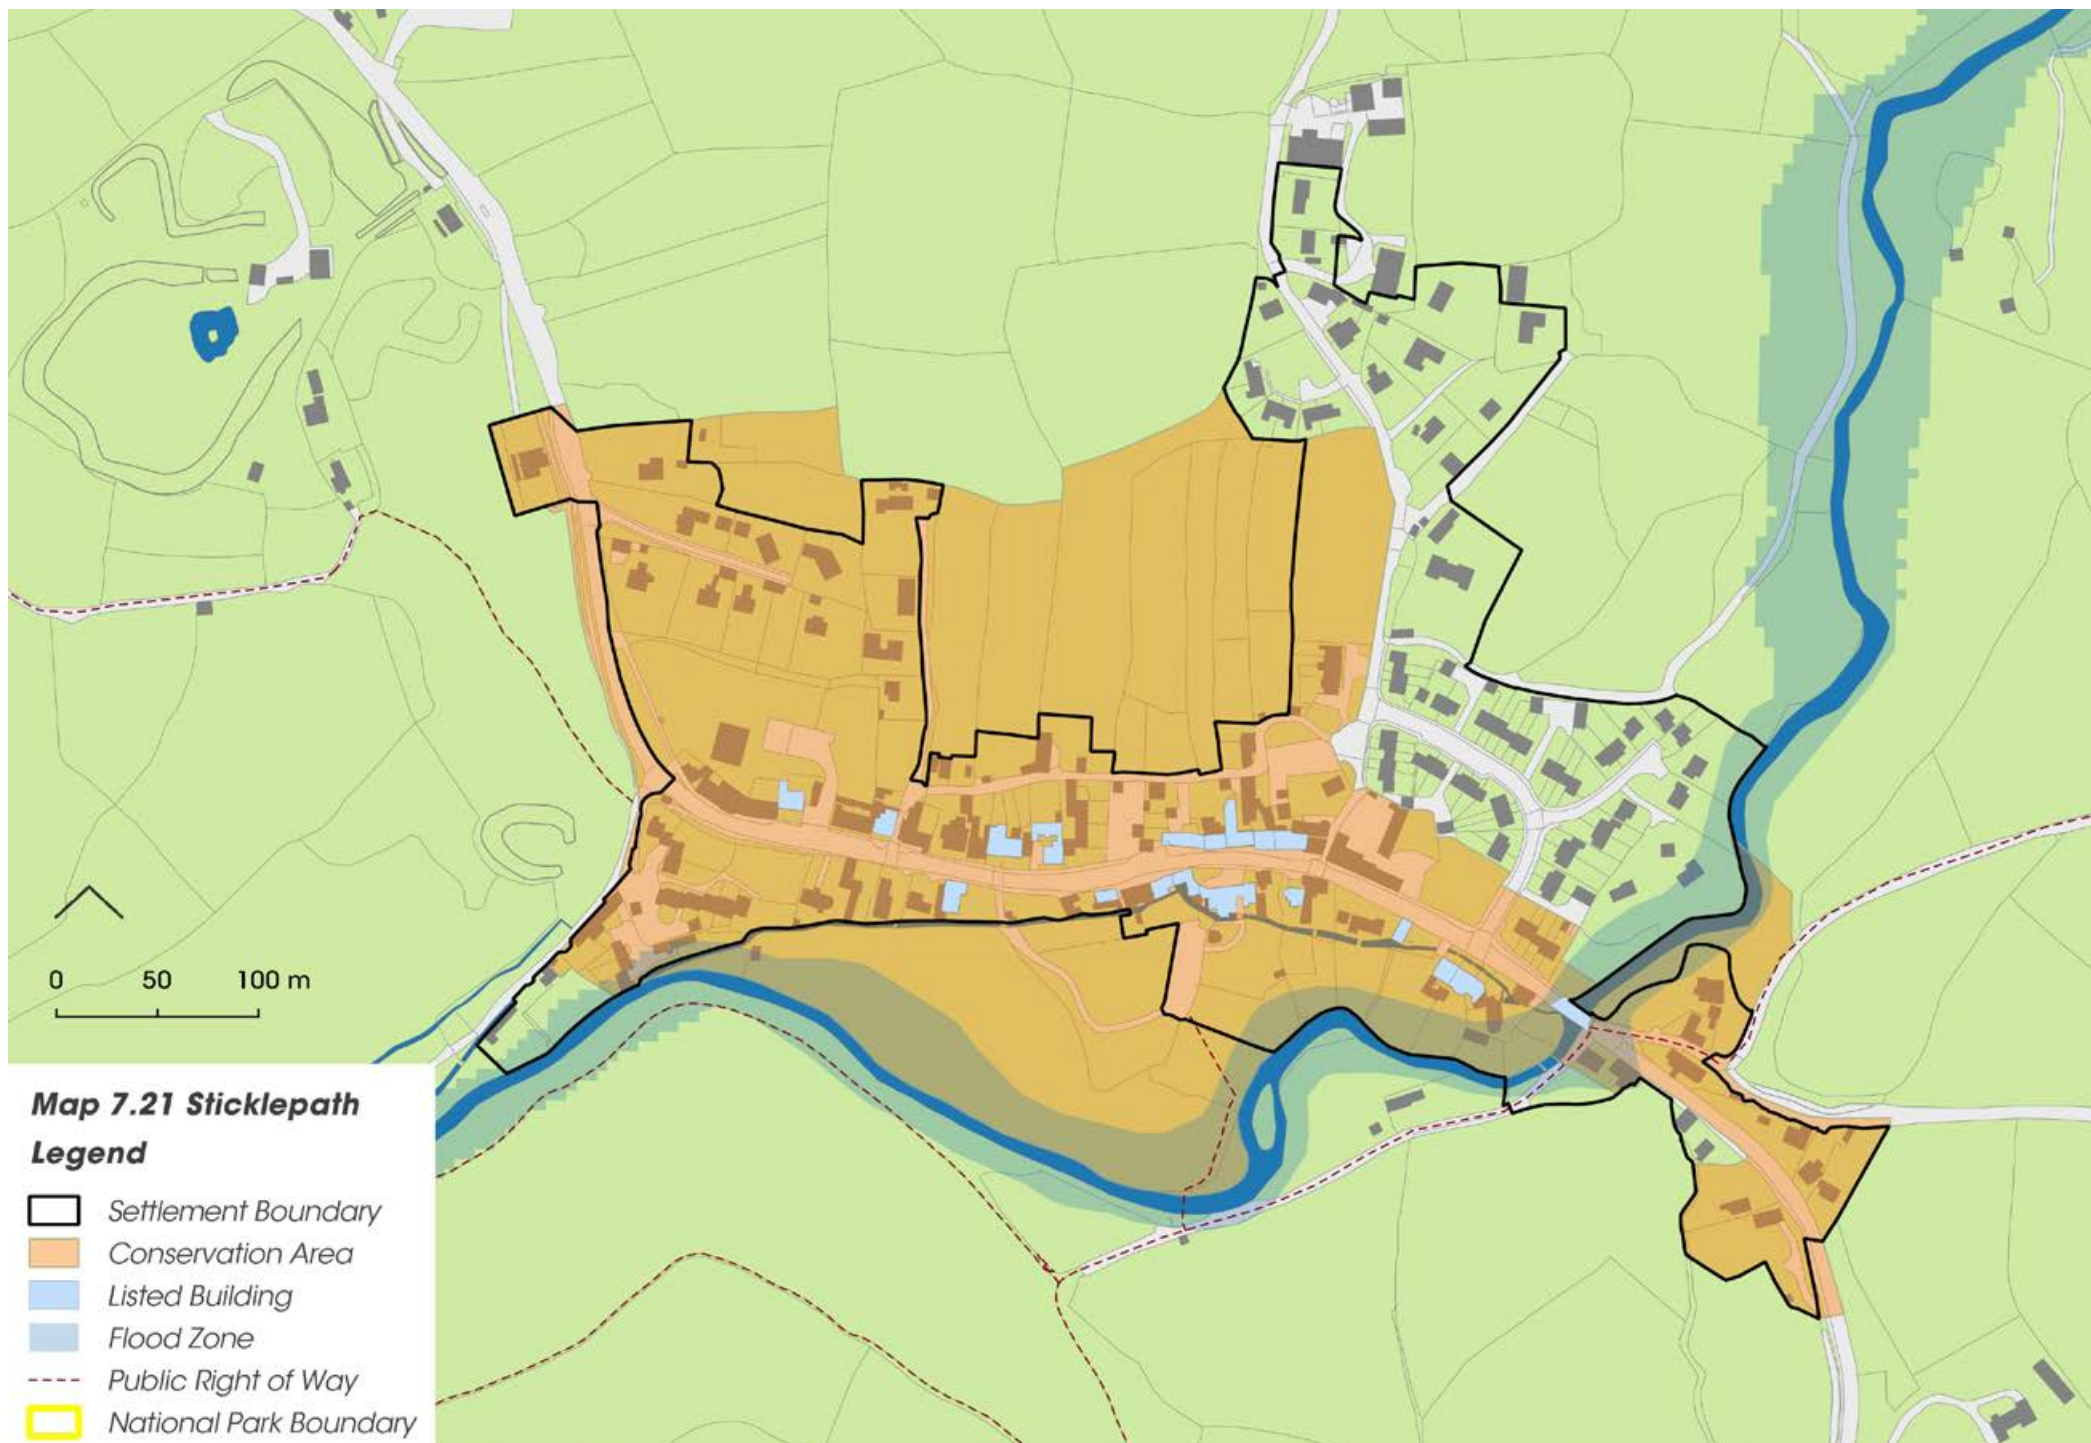 0 50 100 m
Map 7.21 Sticklepath
Legend
Settlement Boundary
Conservation Area
Listed Building
Flood Zone
Public Right of Way
National Park Boundary